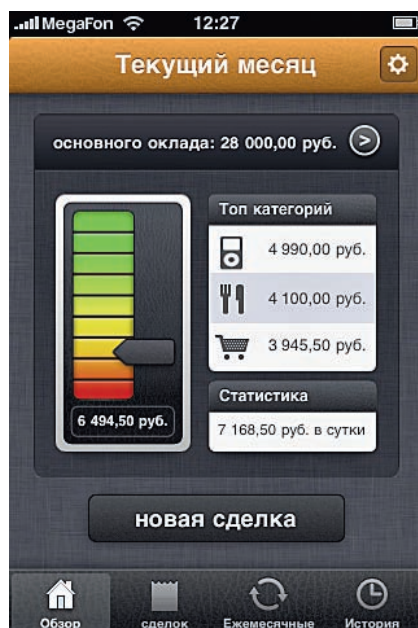 MegaFon 12:27
Текущий месяц
основного оклада: 28 000,00 руб.
Топ категорий
4 990,00 руб.
4 100,00 руб.
3 945,50 руб.
6 494,50 руб.
Статистика
7 168,50 руб. в сутки
новая сделка
Обзор сделок Ежемесячные История